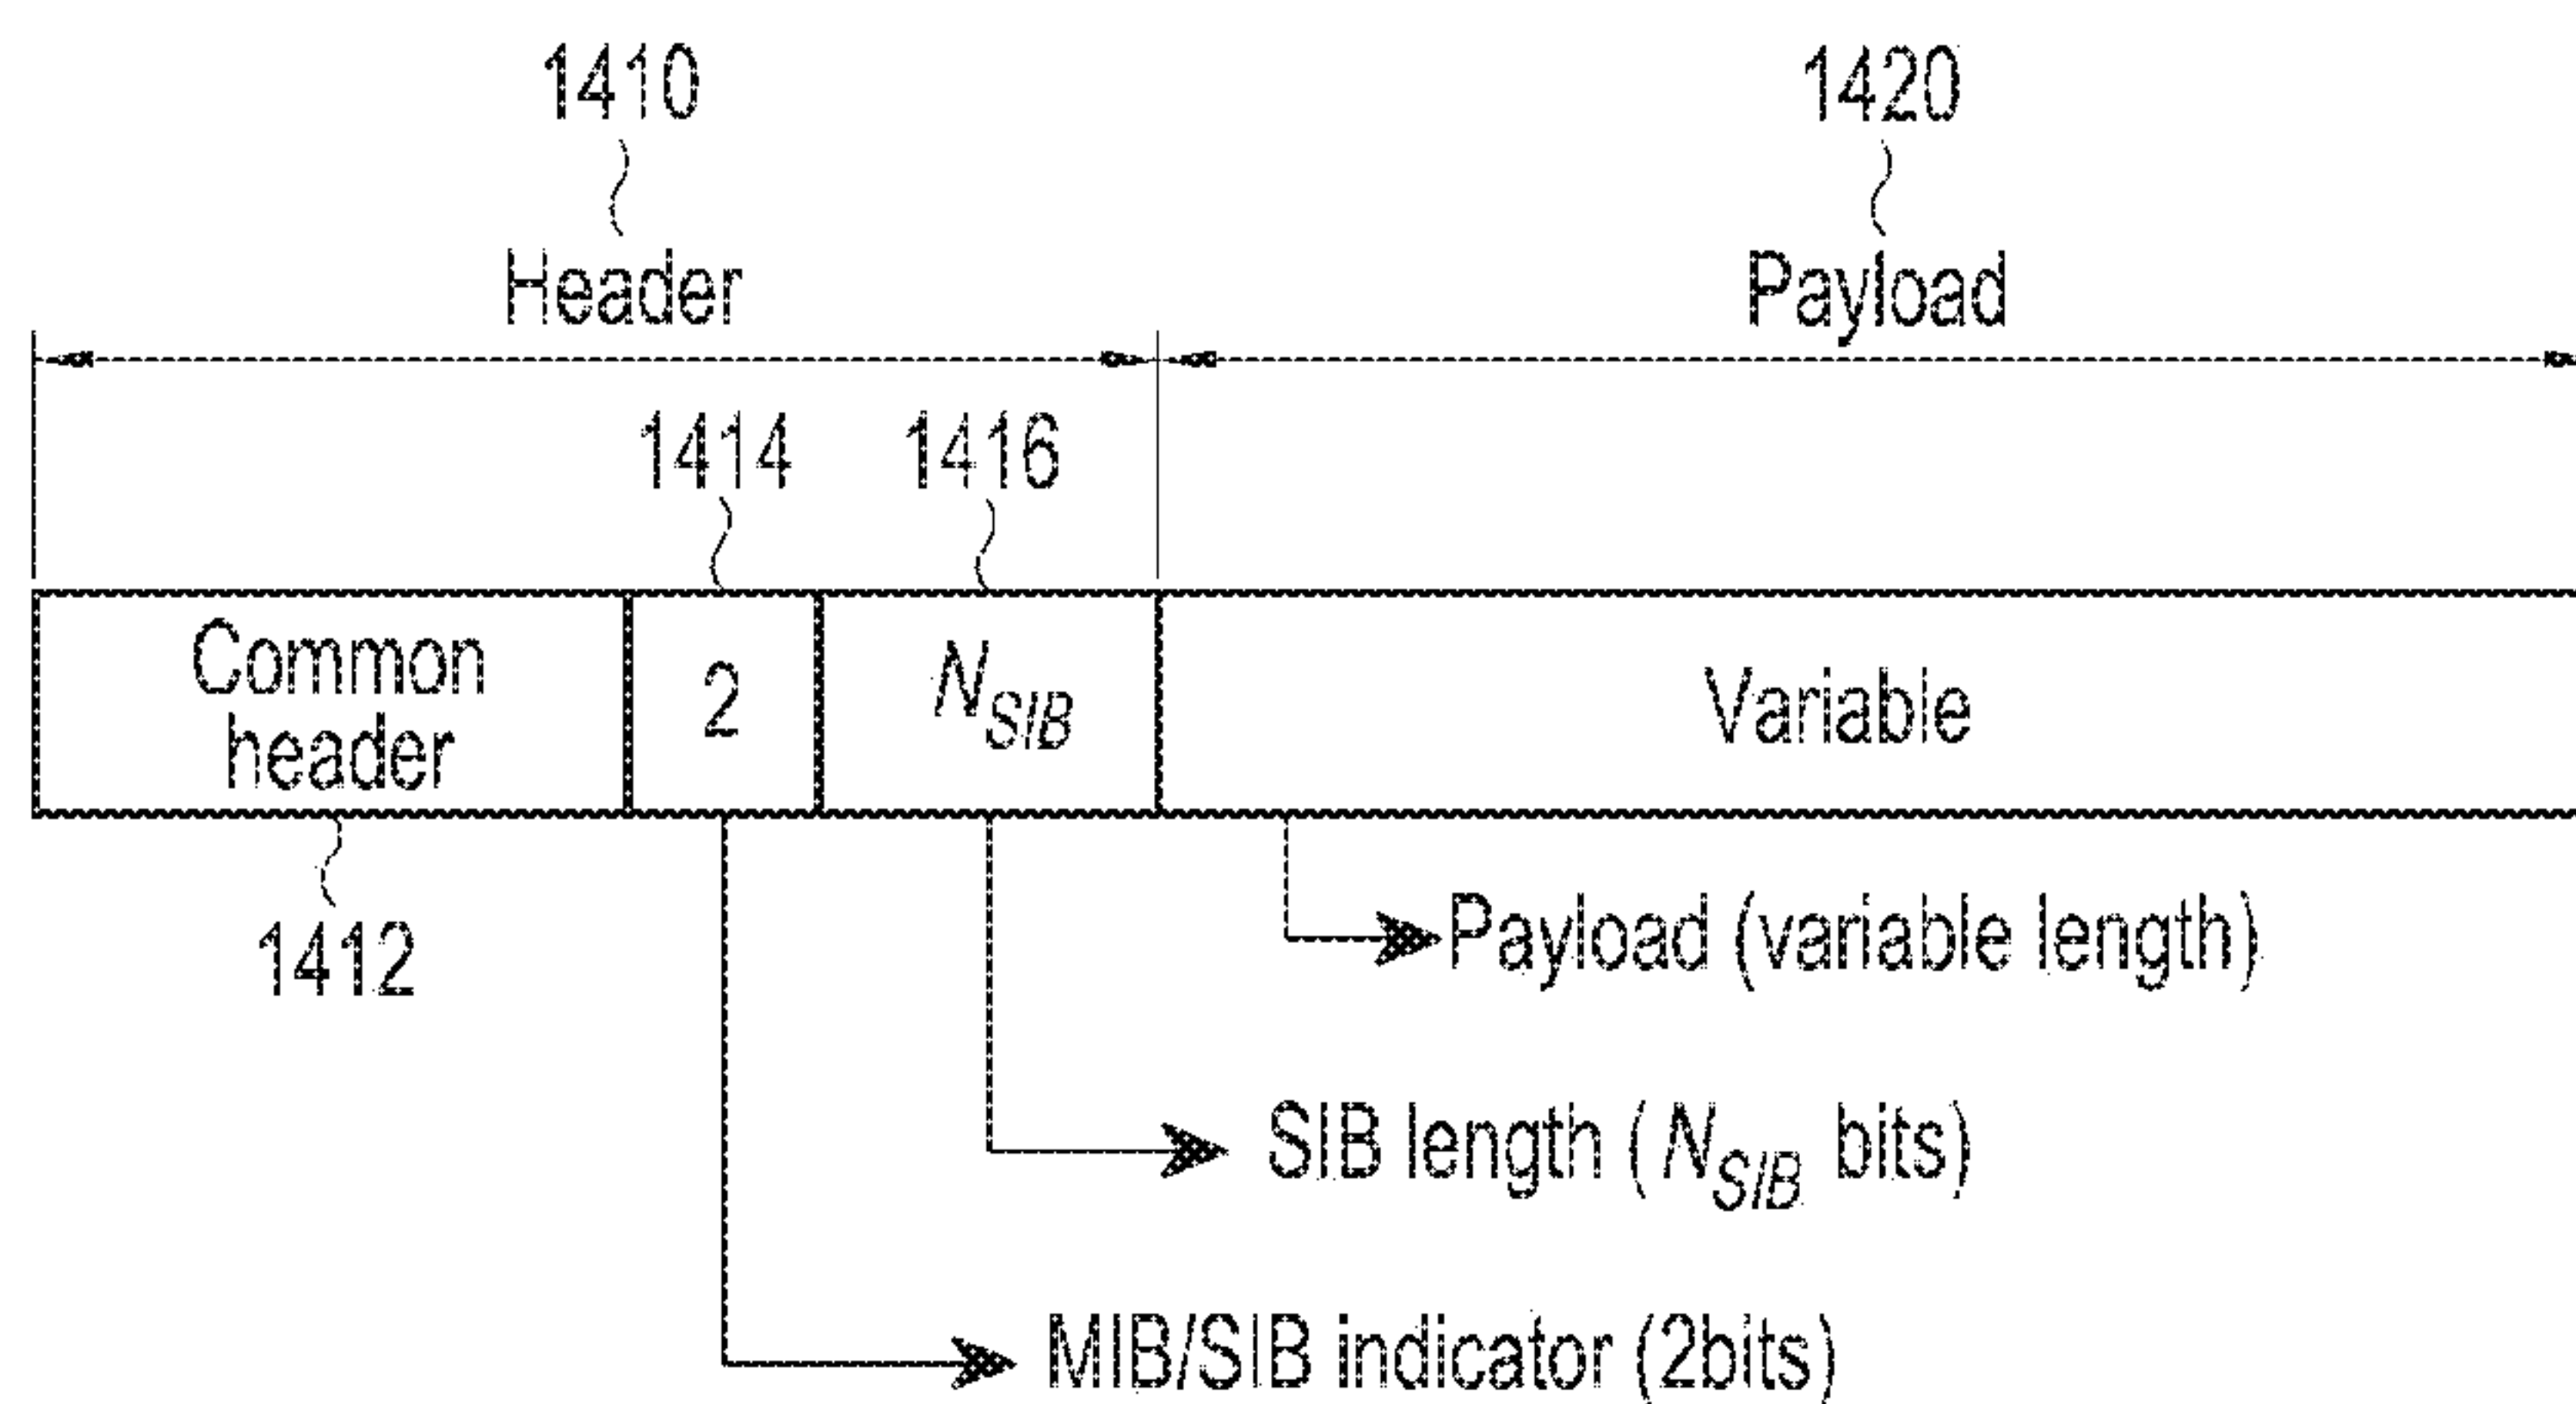 1410
1420
Header
Payload
1414
1416
Common
header
2
N_SIB
Variable
1412
Payload (variable length)
SIB length (N_SIB bits)
MIB/SIB indicator (2bits)